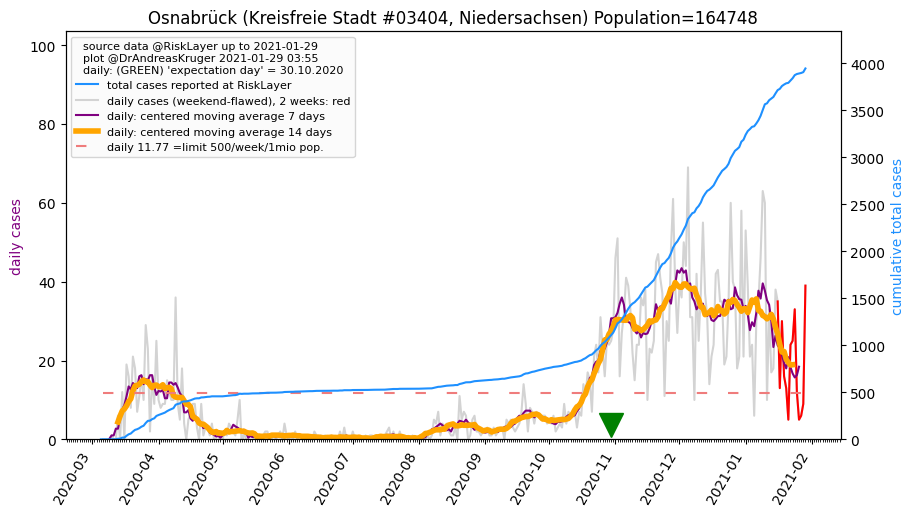 Osnabrück (Kreisfreie Stadt #03404, Niedersachsen) Population=164748
source data @RiskLayer up to 2021-01-29
plot @DrAndreasKruger 2021-01-29 03:55
daily: (GREEN) 'expectation day' = 30.10.2020
total cases reported at RiskLayer
daily cases (weekend-flawed), 2 weeks: red
daily: centered moving average 7 days
daily: centered moving average 14 days
daily 11.77 =limit 500/week/1mio pop.
daily cases
100
80
60
40
20
0
cumulative total cases
4000
3500
3000
2500
2000
1500
1000
500
0
2020-03
2020-04
2020-05
2020-06
2020-07
2020-08
2020-09
2020-10
2020-11
2020-12
2021-01
2021-02